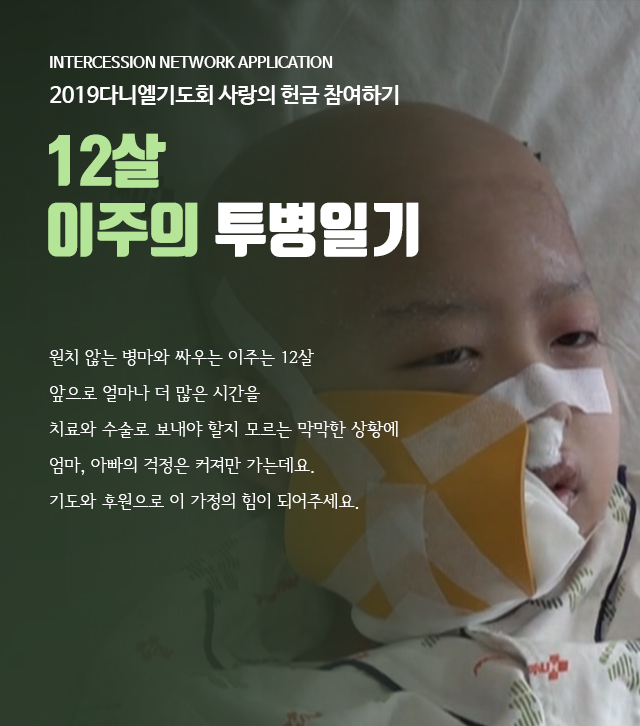 INTERCESSION NETWORK APPLICATION
2019다니엘기도회 사랑의 헌금 참여하기
12살
이주의 투병일기
원치 않는 병마와 싸우는 이주는 12살
앞으로 얼마나 더 많은 시간을
치료와 수술로 보내야 할지 모르는 막막한 상황에
엄마, 아빠의 걱정은 커져만 가는데요.
기도와 후원으로 이 가정의 힘이 되어주세요.